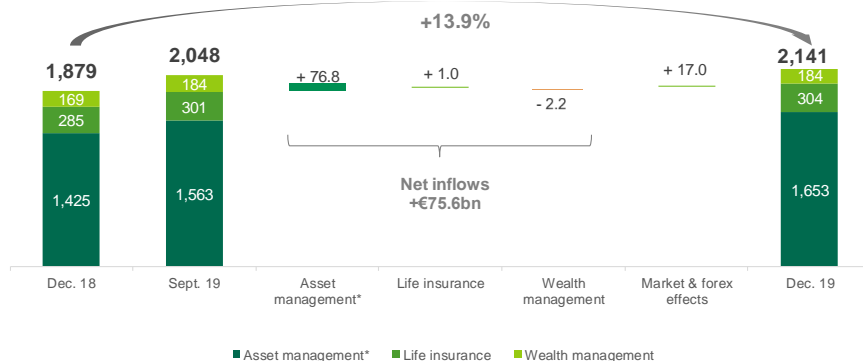 +13.9%
1,879
2,048
2,141
169
285
1,425
184
301
1,563
+ 76.8
+ 1.0
- 2.2
+ 17.0
184
304
1,653
Net inflows
+€75.6bn
Dec. 18
Sept. 19
Asset
management*
Life insurance
Wealth
management
Market & forex
effects
Dec. 19
Asset management*
Life insurance
Wealth management